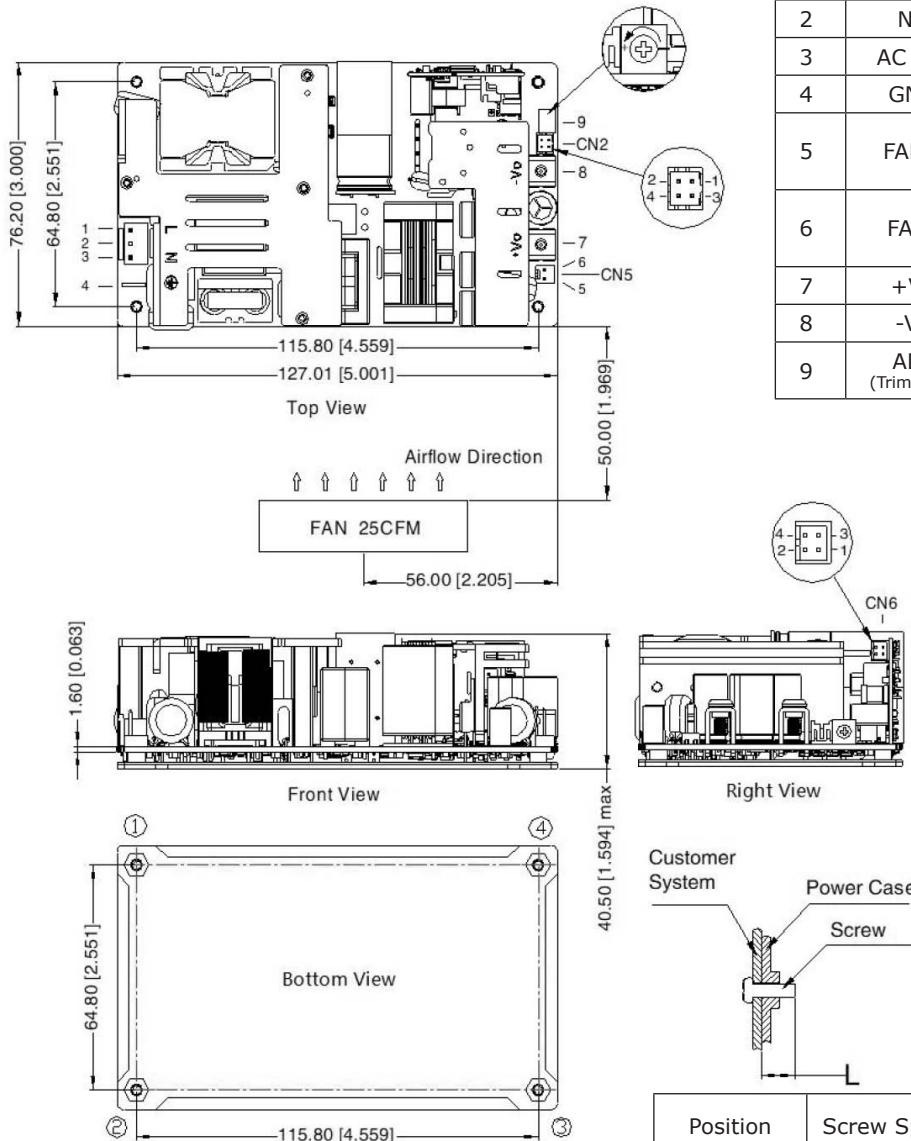 2 N
3 AC
4 GN
5 FA
6 FA
7 +V
8 -V
9 A
(Trim
76.20 [3.000]
64.80 [2.551]
1
2
3
4
L
N
-Vo
+Vo
9
CN2
8
7
6
CN5
5
2
1
4
3
115.80 [4.559]
127.01 [5.001]
Top View
50.00 [1.969]
Airflow Direction
FAN 25CFM
56.00 [2.205]
4
3
2
1
CN6
1.60 [0.063]
Front View
40.50 [1.594] max
Right View
1
4
64.80 [2.551]
Bottom View
2
3
115.80 [4.559]
Customer
System
Power Case
Screw
L
Position Screw S